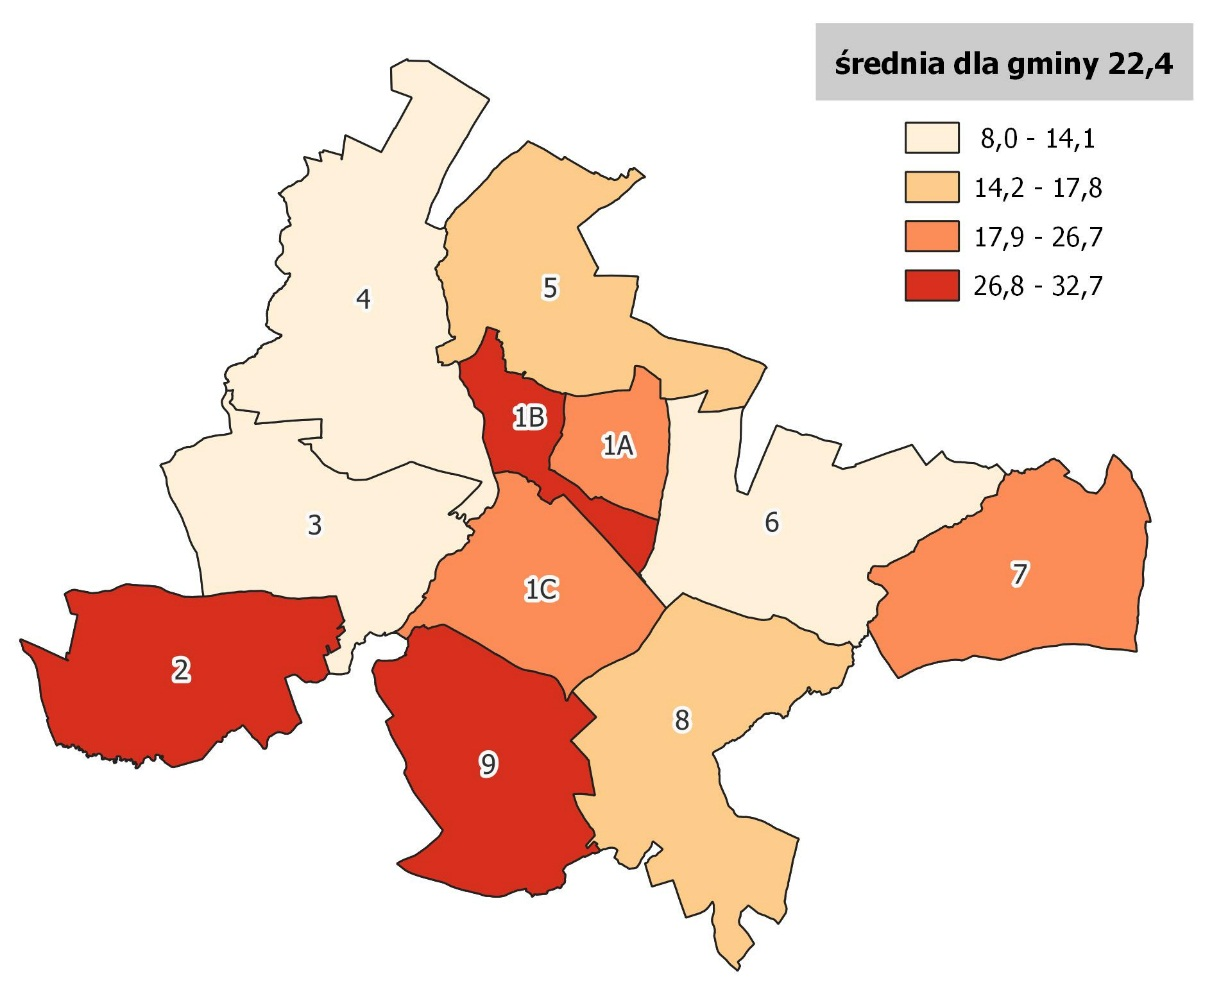 średnia dla gminy 22,4
8,0 - 14,1
14,2 - 17,8
17,9 - 26,7
26,8 - 32,7
4
5
1B
1A
3
6
7
1C
2
8
9